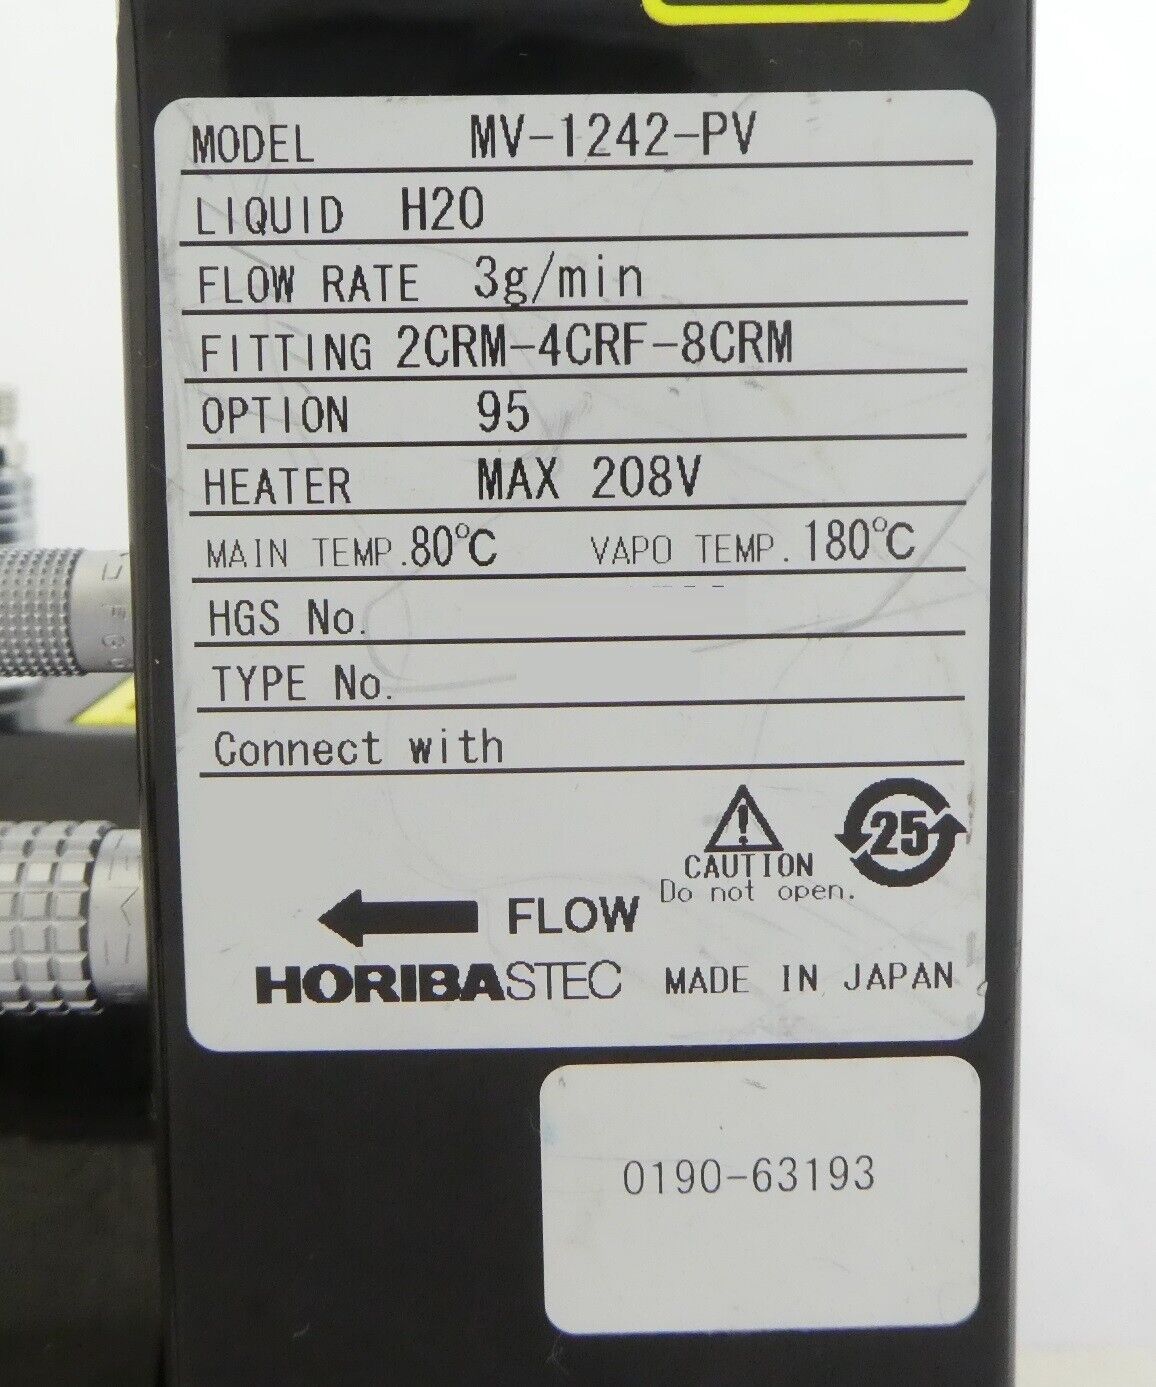 MODEL MV-1242-PV
LIQUID H20
FLOW RATE 3g/min
FITTING 2CRM-4CRF-8CRM
OPTION 95
HEATER MAX 208V
MAIN TEMP.80°C VAPO TEMP.180°C
HGS No.
TYPE No.
Connect with
25
CAUTION
Do not open.
FLOW
HORIBASTEC MADE IN JAPAN
0190-63193